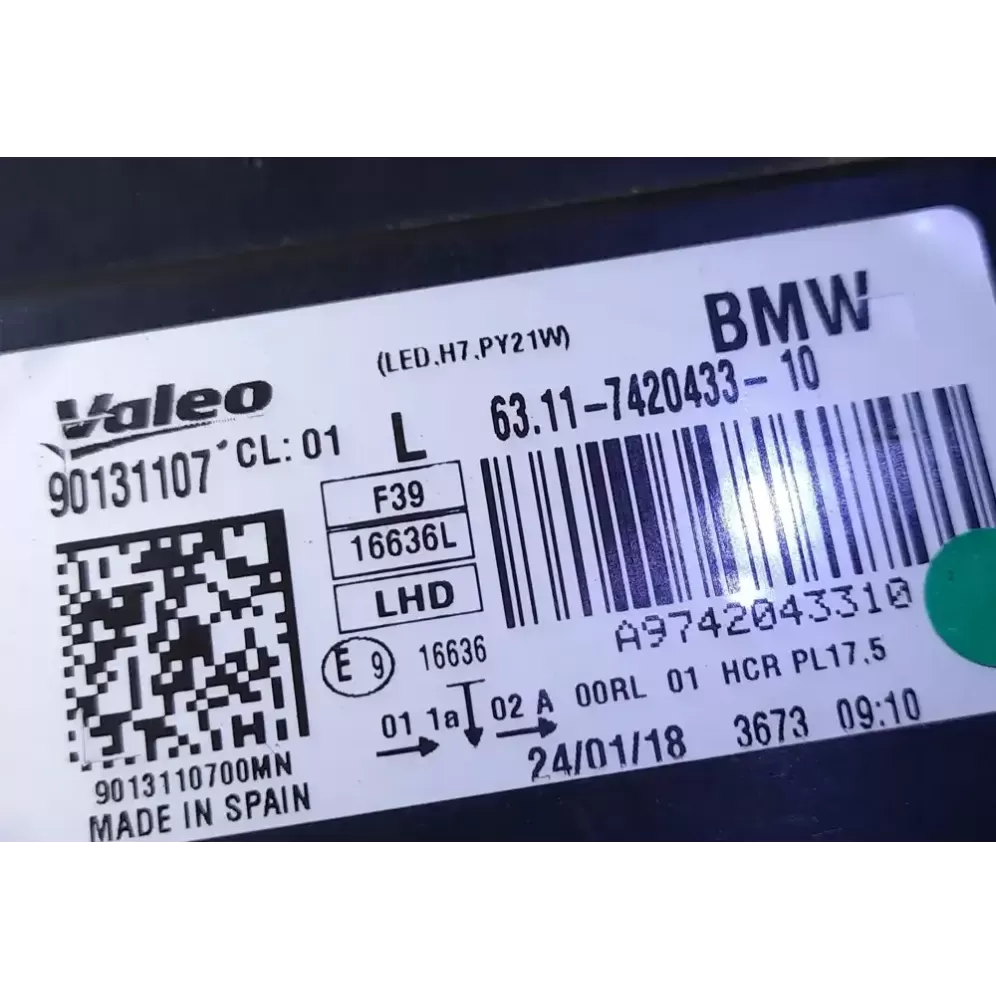 BMW
(LED,H7,PY21W)
Valeo
90131107 CL: 01 L 63.11-7420433-10
F39
16636L
LHD
A9742043310
E 9 16636
01 1a 02 A 00RL 01 HCR PL17.5
24/01/18 3673 09:10
9013110700MN
MADE IN SPAIN